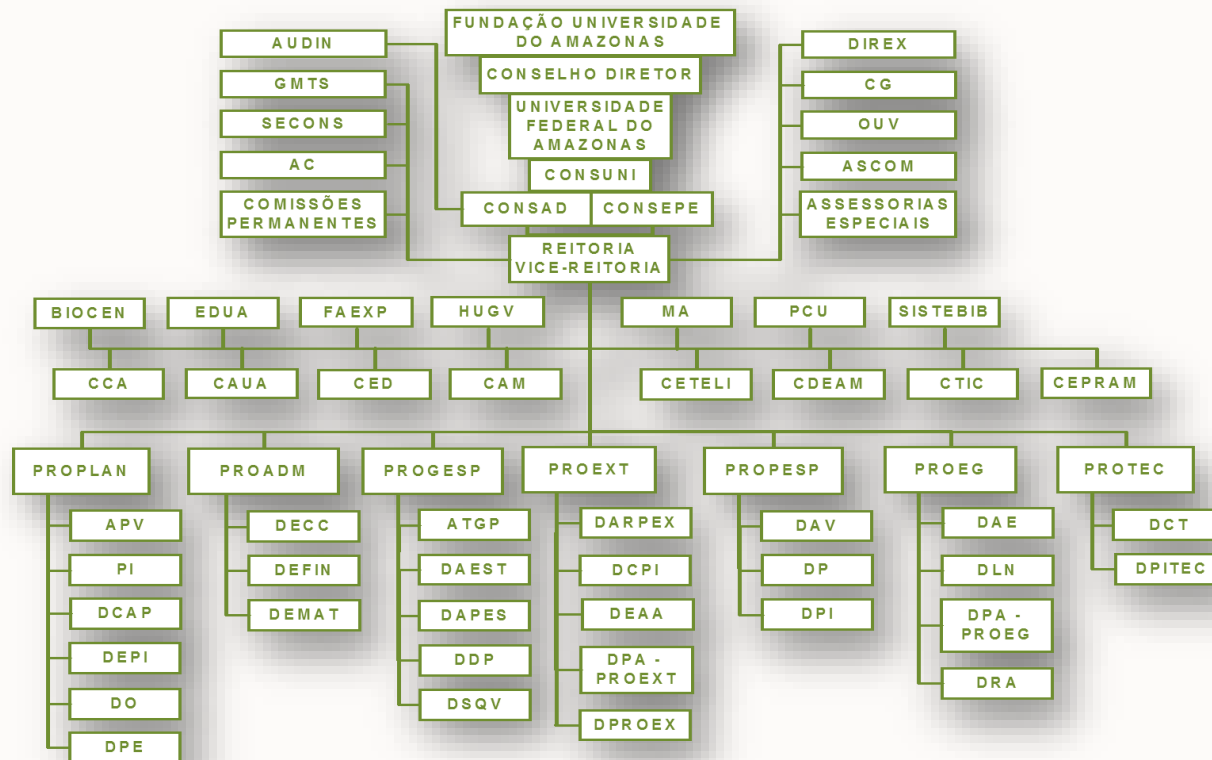 FUNDAÇÃO UNIVERSIDADE
DO AMAZONAS
CONSELHO DIRETOR
UNIVERSIDADE
FEDERAL DO
AMAZONAS
CONSUNI
CONSAD
CONSEPE
REITORIA
VICE-REITORIA
AUDIN
GMTS
SECONS
AC
COMISSÕES
PERMANENTES
DIREX
CG
OUV
ASCOM
ASSESSORIAS
ESPECIAIS
BIOCEN
EDUA
FAEXP
HUGV
MA
PCU
SISTEBIB
CCA
CAUA
CED
CAM
CETELI
CDEAM
CTIC
CEPRAM
PROPLAN
APV
PI
DCAP
DEPI
DO
DPE
PROADM
DECC
DEFIN
DEMAT
PROGESP
ATGP
DAEST
DAPES
DDP
DSQV
PROEXT
DARPEX
DCPI
DEAA
DPA -
PROEXT
DPROEX
PROPESP
DAV
DP
DPI
PROEG
DAE
DLN
DPA -
PROEG
DRA
PROTEC
DCT
DPITEC